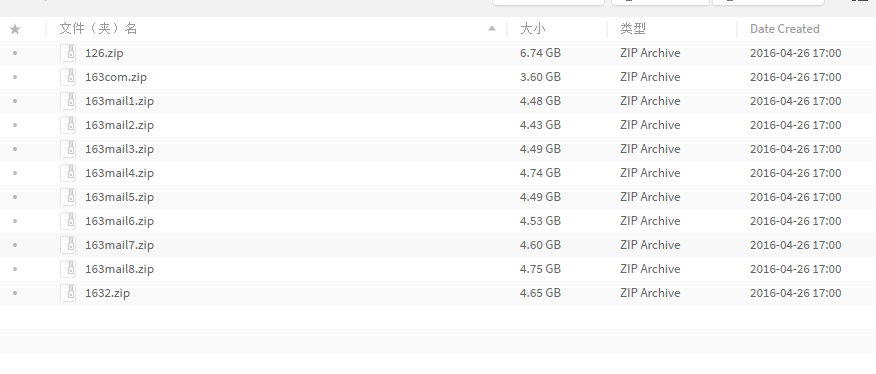 文件（夹）名 大小 类型 Date Created
126.zip 6.74 GB ZIP Archive 2016-04-26 17:00
163com.zip 3.60 GB ZIP Archive 2016-04-26 17:00
163mail1.zip 4.48 GB ZIP Archive 2016-04-26 17:00
163mail2.zip 4.43 GB ZIP Archive 2016-04-26 17:00
163mail3.zip 4.49 GB ZIP Archive 2016-04-26 17:00
163mail4.zip 4.74 GB ZIP Archive 2016-04-26 17:00
163mail5.zip 4.49 GB ZIP Archive 2016-04-26 17:00
163mail6.zip 4.53 GB ZIP Archive 2016-04-26 17:00
163mail7.zip 4.60 GB ZIP Archive 2016-04-26 17:00
163mail8.zip 4.75 GB ZIP Archive 2016-04-26 17:00
1632.zip 4.65 GB ZIP Archive 2016-04-26 17:00